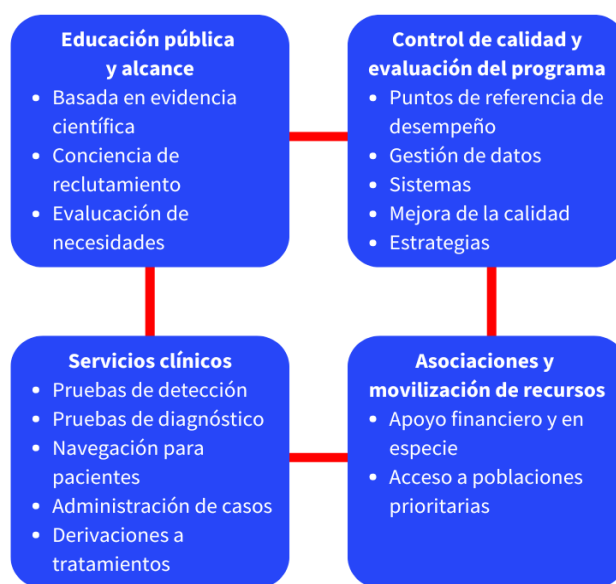 Educación pública
y alcance
• Basada en evidencia
científica
• Conciencia de
reclutamiento
• Evalucación de
necesidades
Control de calidad y
evaluación del programa
• Puntos de referencia de
desempeño
• Gestión de datos
• Sistemas
• Mejora de la calidad
• Estrategias
Servicios clínicos
• Pruebas de detección
• Pruebas de diagnóstico
• Navegación para
pacientes
• Administración de casos
• Derivaciones a
tratamientos
Asociaciones y
movilización de recursos
• Apoyo financiero y en
especie
• Acceso a poblaciones
prioritarias